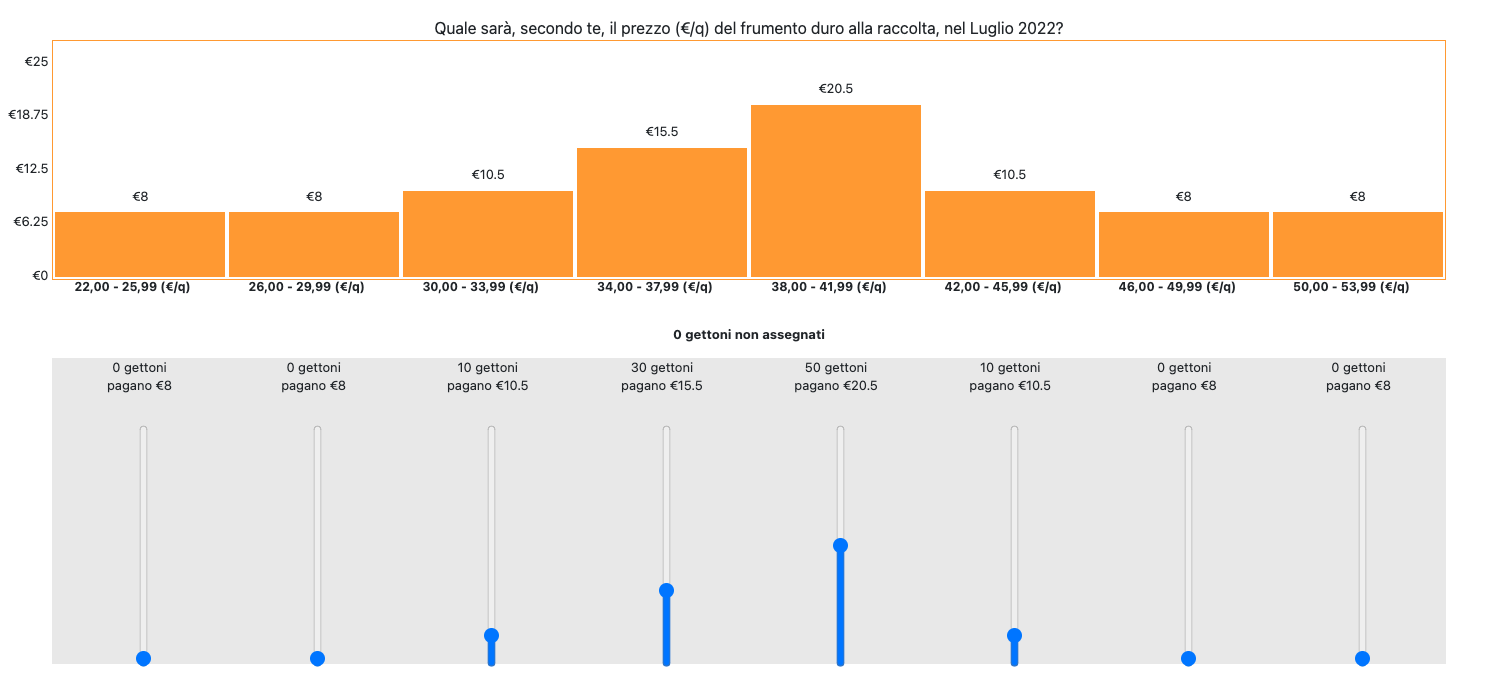 Quale sarà, secondo te, il prezzo (€/q) del frumento duro alla raccolta, nel Luglio 2022?
€25
€18.75
€12.5
€6.25
€0
€8
€8
€10.5
€15.5
€20.5
€10.5
€8
€8
22,00 - 25,99 (€/q)
26,00 - 29,99 (€/q)
30,00 - 33,99 (€/q)
34,00 - 37,99 (€/q)
38,00 - 41,99 (€/q)
42,00 - 45,99 (€/q)
46,00 - 49,99 (€/q)
50,00 - 53,99 (€/q)
0 gettoni non assegnati
0 gettoni
pagano €8
0 gettoni
pagano €8
10 gettoni
pagano €10.5
30 gettoni
pagano €15.5
50 gettoni
pagano €20.5
10 gettoni
pagano €10.5
0 gettoni
pagano €8
0 gettoni
pagano €8